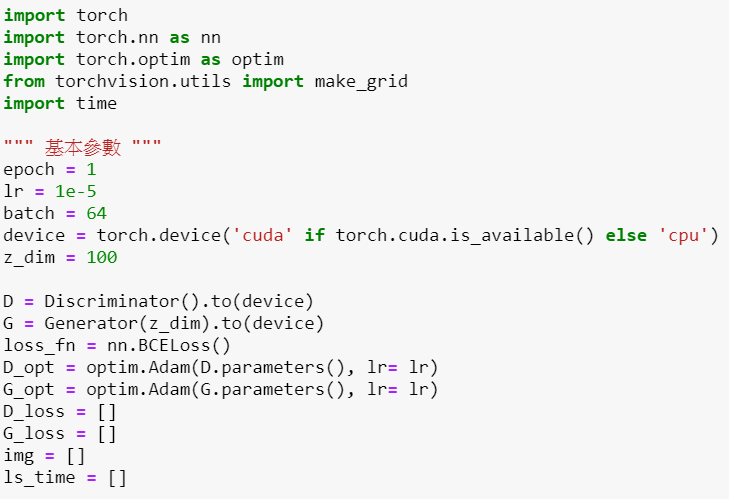 import torch
import torch.nn as nn
import torch.optim as optim
from torchvision.utils import make_grid
import time
""" 基本參數 """
epoch = 1
lr = 1e-5
batch = 64
device = torch.device('cuda' if torch.cuda.is_available() else 'cpu')
z_dim = 100
D = Discriminator().to(device)
G = Generator(z_dim).to(device)
loss_fn = nn.BCELoss()
D_opt = optim.Adam(D.parameters(), lr= lr)
G_opt = optim.Adam(G.parameters(), lr= lr)
D_loss = []
G_loss = []
img = []
ls_time = []